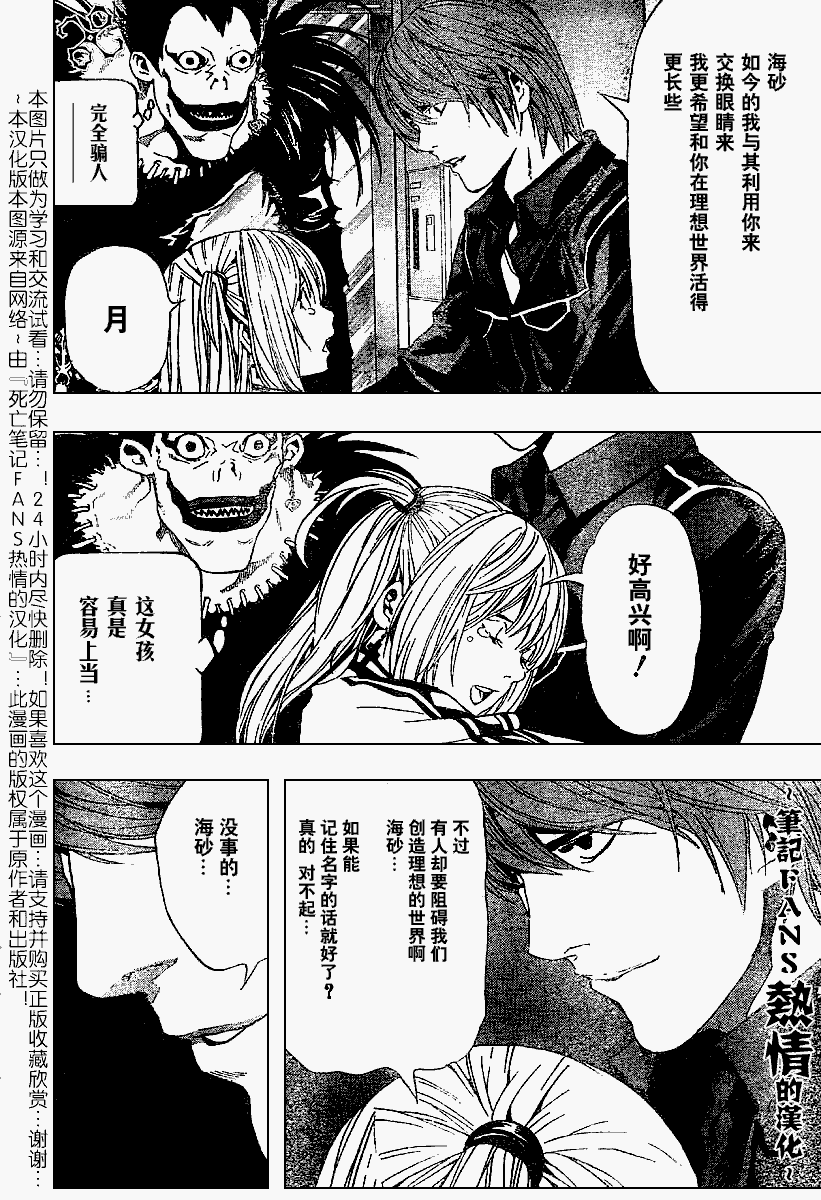 海砂
如今的我与其利用你来
交换眼睛来
我更希望和你在理想世界活得
更长些
完全骗人
——
月
好高兴啊！
这女孩
真是
容易上当…
不过
有人却要阻碍我们
创造理想的世界啊
海砂…
如果能
记住名字的话就好了？
真的 对不起…
没事的…
海砂…
~筆記FANS熱情的漢化~
本图片只做为学习和交流试看…请勿保留…！24小时内尽快删除！如果喜欢这个漫画…请支持并购买正版收藏欣赏…谢谢…
~本汉化版本图源来自网络~由『死亡笔记FANS热情的汉化』…此漫画的版权属于原作者和出版社！